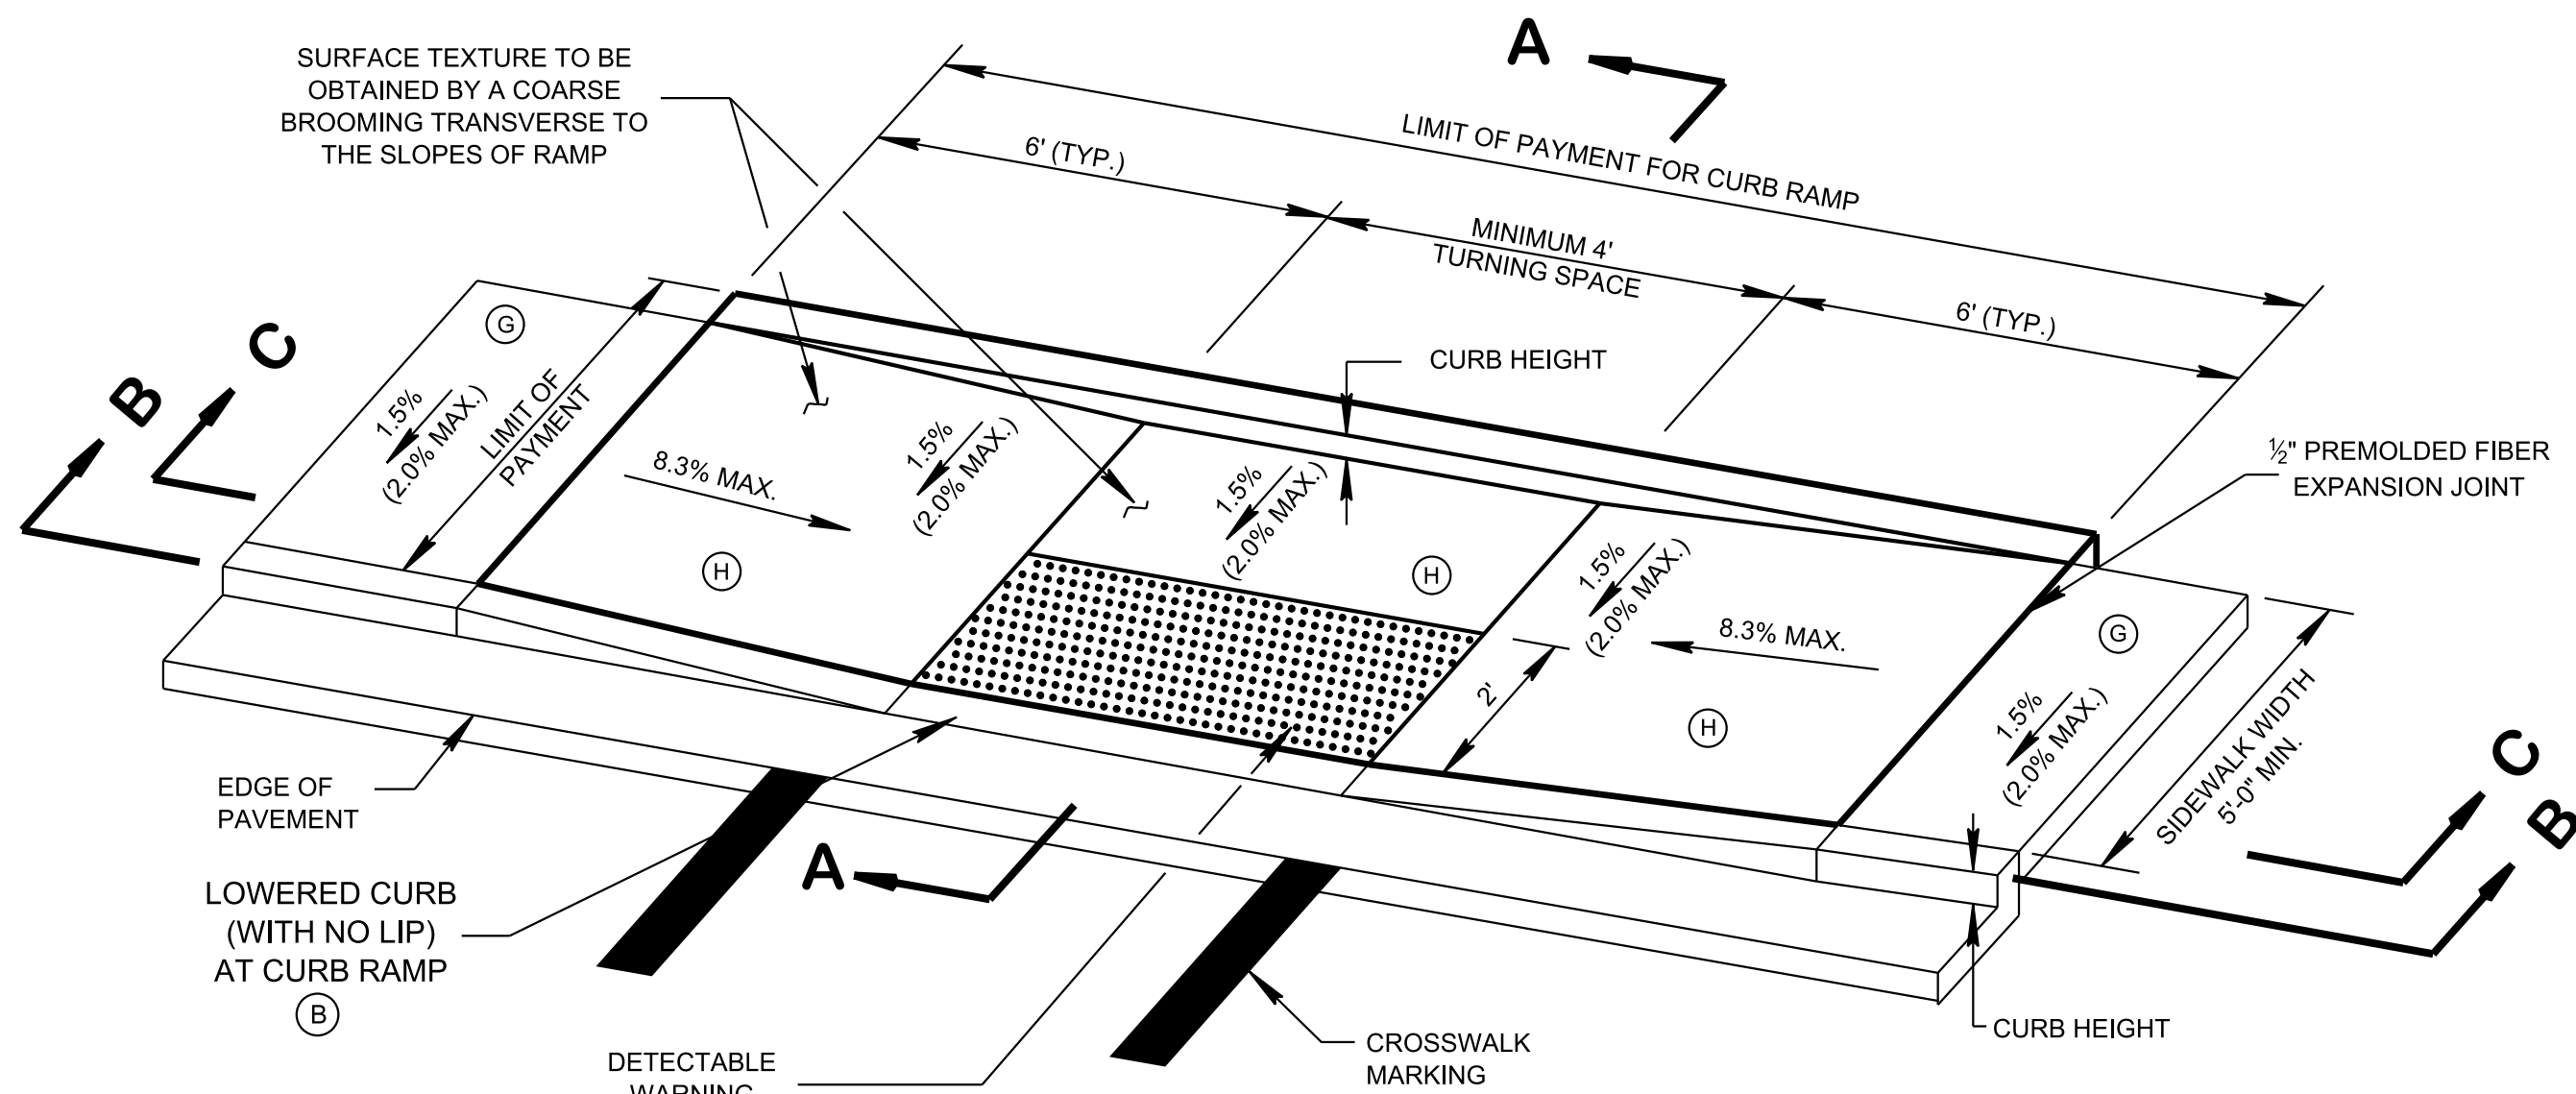 SURFACE TEXTURE TO BE
OBTAINED BY A COARSE
BROOMING TRANSVERSE TO
THE SLOPES OF RAMP
A
LIMIT OF PAYMENT FOR CURB RAMP
6' (TYP.)
MINIMUM 4'
TURNING SPACE
6' (TYP.)
CURB HEIGHT
½" PREMOLDED FIBER
EXPANSION JOINT
G
C
B
1.5%
(2.0% MAX.)
LIMIT OF
PAYMENT
8.3% MAX.
1.5%
(2.0% MAX.)
1.5%
(2.0% MAX.)
H
H
1.5%
(2.0% MAX.)
8.3% MAX.
G
2'
H
1.5%
(2.0% MAX.)
SIDEWALK WIDTH
5'-0" MIN.
C
B
EDGE OF
PAVEMENT
LOWERED CURB
(WITH NO LIP)
AT CURB RAMP
B
A
CURB HEIGHT
CROSSWALK
MARKING
DETECTABLE
WARNING